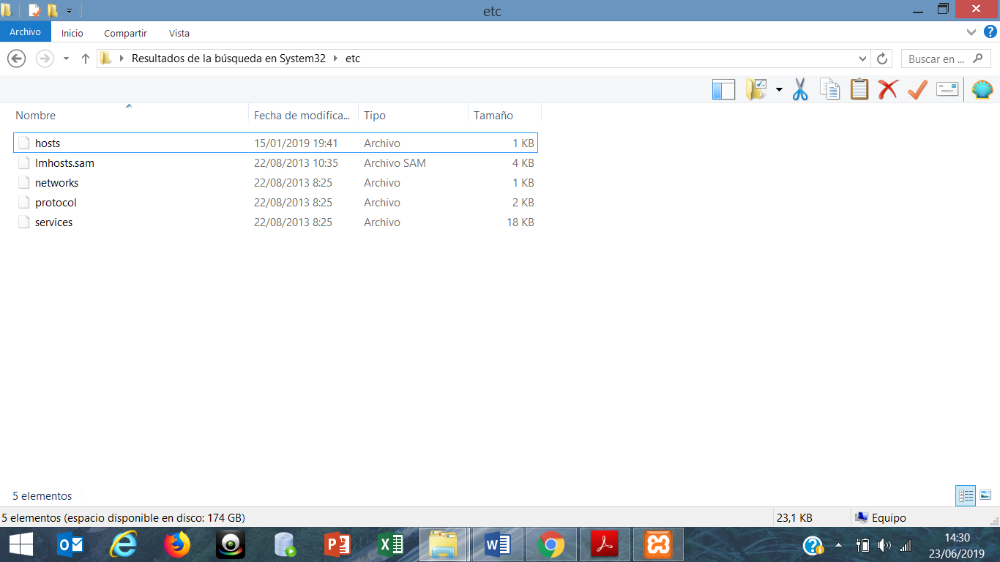 etc
Archivo Inicio Compartir Vista
Resultados de la búsqueda en System32 etc
Buscar en ...
Nombre Fecha de modifica... Tipo Tamaño
hosts 15/01/2019 19:41 Archivo 1 KB
lmhosts.sam 22/08/2013 10:35 Archivo SAM 4 KB
networks 22/08/2013 8:25 Archivo 1 KB
protocol 22/08/2013 8:25 Archivo 2 KB
services 22/08/2013 8:25 Archivo 18 KB
5 elementos
5 elementos (espacio disponible en disco: 174 GB) 23,1 KB Equipo
14:30
23/06/2019